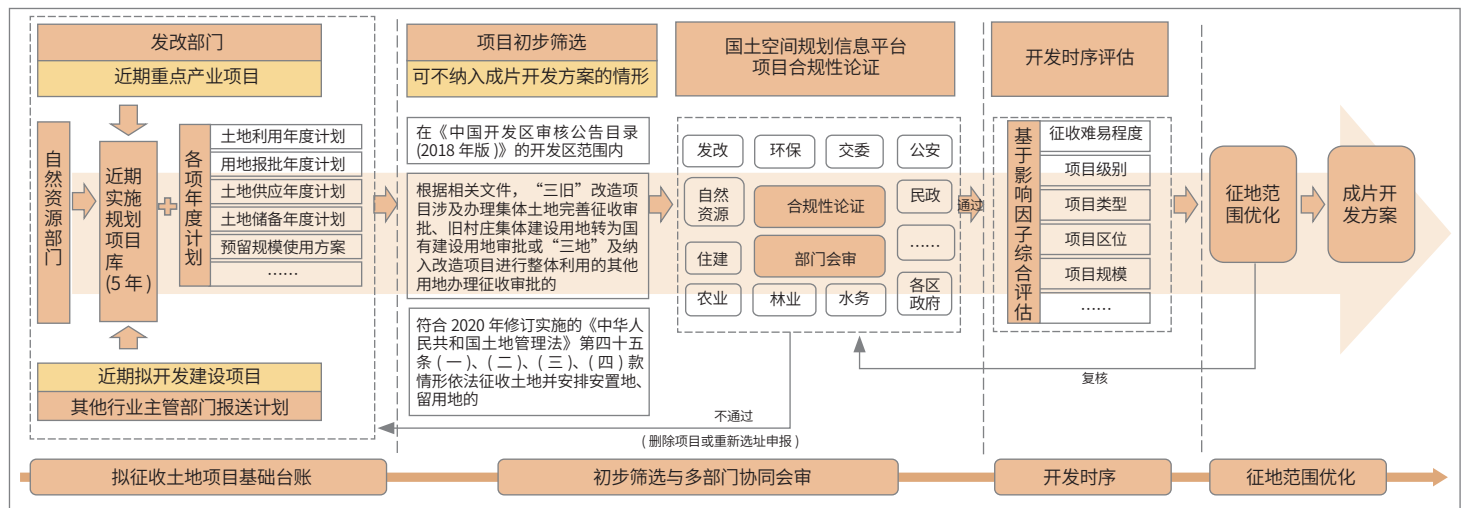 发改部门
近期重点产业项目
自然资源部门
近期
实施
规划
项目
库
(5 年)
各项年度计划
土地利用年度计划
用地报批年度计划
土地供应年度计划
土地储备年度计划
预留规模使用方案
……
近期拟开发建设项目
其他行业主管部门报送计划
项目初步筛选
可不纳入成片开发方案的情形
在《中国开发区审核公告目录
(2018 年版 )》的开发区范围内
根据相关文件，“三旧”改造项
目涉及办理集体土地完善征收审
批、旧村庄集体建设用地转为国
有建设用地审批或“三地”及纳
入改造项目进行整体利用的其他
用地办理征收审批的
符合 2020 年修订实施的《中华人
民共和国土地管理法》第四十五
条 ( 一 )、( 二 )、( 三 )、( 四 ) 款
情形依法征收土地并安排安置地、
留用地的
国土空间规划信息平台
项目合规性论证
发改
环保
交委
公安
自然
资源
合规性论证
民政
住建
部门会审
……
农业
林业
水务
各区
政府
通过
不通过
( 删除项目或重新选址申报 )
开发时序评估
基于影响因子综合评估
征收难易程度
项目级别
项目类型
项目区位
项目规模
……
征地范
围优化
成片开
发方案
复核
拟征收土地项目基础台账
初步筛选与多部门协同会审
开发时序
征地范围优化